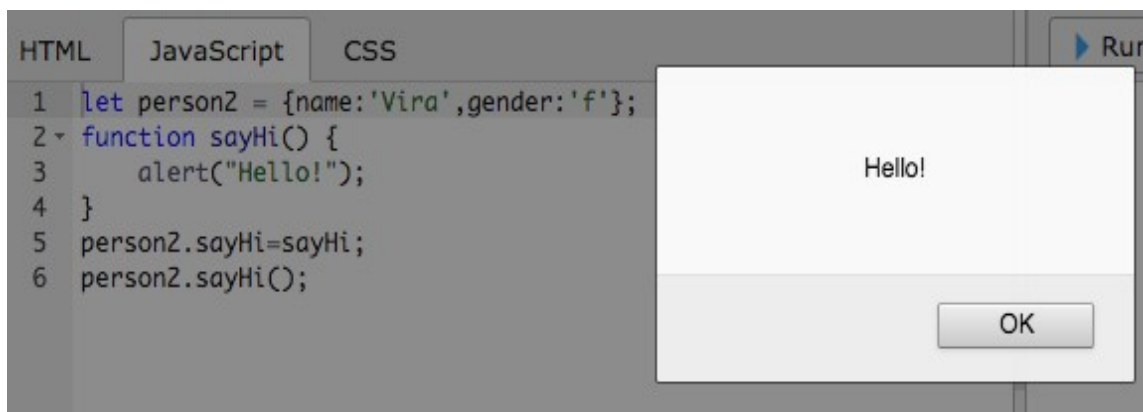 HTML JavaScript CSS
1 let person2 = {name:'Vira',gender:'f'};
2 function sayHi() {
3 alert("Hello!");
4 }
5 person2.sayHi=sayHi;
6 person2.sayHi();
Run
Hello!
OK